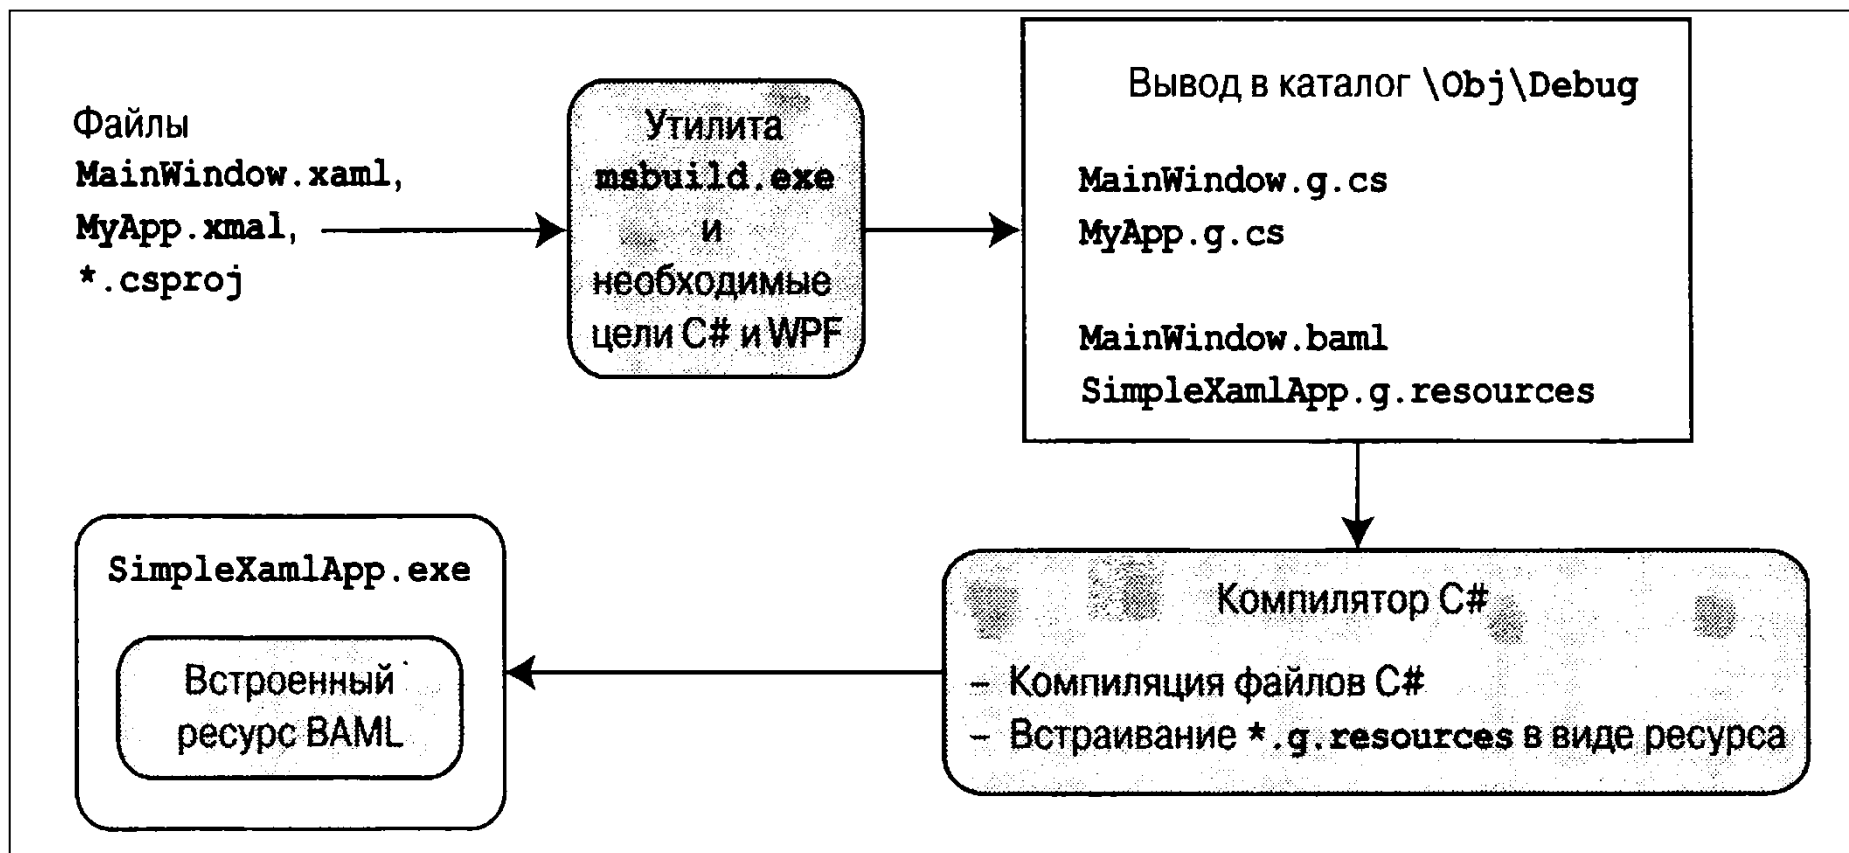 Файлы
MainWindow.xaml,
MyApp.xmal,
*.csproj
Утилита
msbuild.exe
и
необходимые
цели C# и WPF
Вывод в каталог \Obj\Debug
MainWindow.g.cs
MyApp.g.cs
MainWindow.baml
SimpleXamlApp.g.resources
Компилятор C#
– Компиляция файлов C#
– Встраивание *.g.resources в виде ресурса
SimpleXamlApp.exe
Встроенный
ресурс BAML